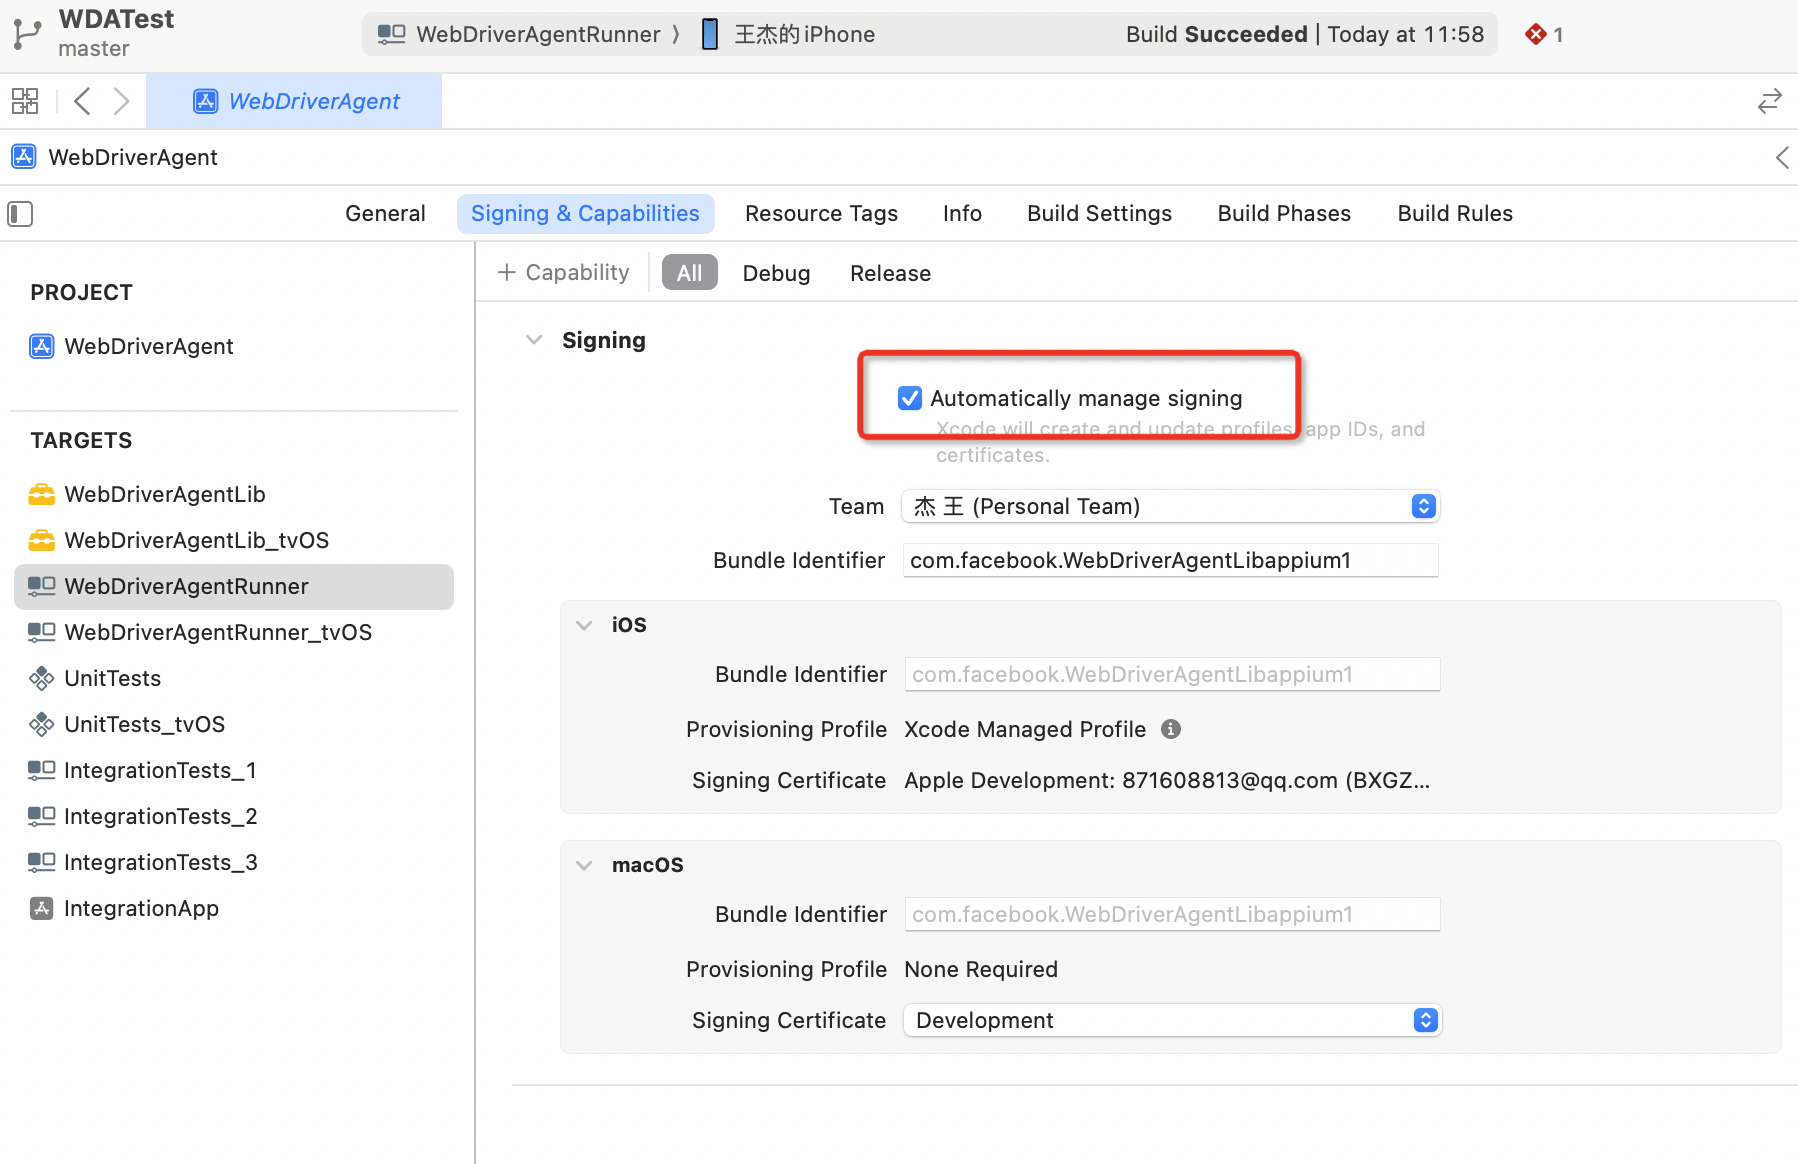 WDATest
master
WebDriverAgentRunner 〉 王杰的 iPhone
Build Succeeded | Today at 11:58
1
WebDriverAgent
WebDriverAgent
General Signing & Capabilities Resource Tags Info Build Settings Build Phases Build Rules
PROJECT
WebDriverAgent
TARGETS
WebDriverAgentLib
WebDriverAgentLib_tvOS
WebDriverAgentRunner
WebDriverAgentRunner_tvOS
UnitTests
UnitTests_tvOS
IntegrationTests_1
IntegrationTests_2
IntegrationTests_3
IntegrationApp
+ Capability All Debug Release
Signing
Automatically manage signing
Xcode will create and update profiles, app IDs, and
certificates.
Team 杰 王 (Personal Team)
Bundle Identifier com.facebook.WebDriverAgentLibappium1
iOS
Bundle Identifier com.facebook.WebDriverAgentLibappium1
Provisioning Profile Xcode Managed Profile
Signing Certificate Apple Development: 871608813@qq.com (BXGZ...
macOS
Bundle Identifier com.facebook.WebDriverAgentLibappium1
Provisioning Profile None Required
Signing Certificate Development